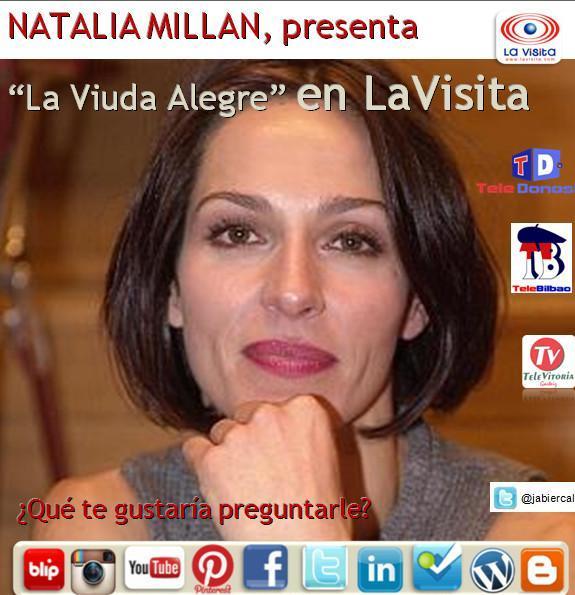 NATALIA MILLAN, presenta
LA VISITA
www.lavisita.com
“La Viuda Alegre” en LaVisita
TD
TeleDonosti
TB
TeleBilbao
TV
TELEVITORIA
Gasteiz
@jabiercal
¿Qué te gustaría preguntarle?
blip
You Tube
Pinterest
in